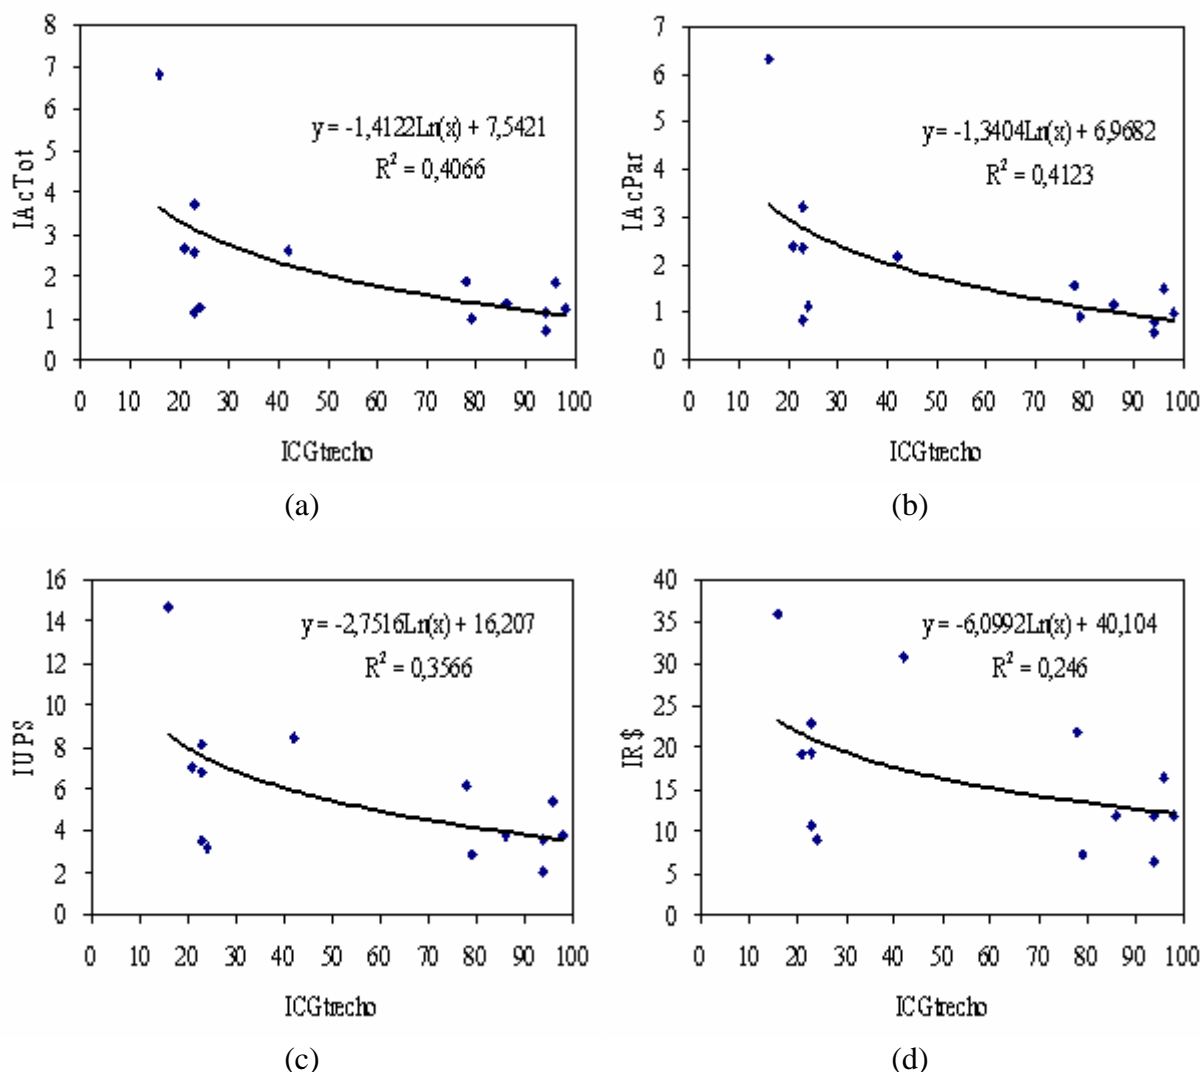 8
7
6
5
4
3
2
1
0
IAcTot
y = -1,4122Ln(x) + 7,5421
R² = 0,4066
0 10 20 30 40 50 60 70 80 90 100
ICGtrecho
(a)
7
6
5
4
3
2
1
0
IAcPar
y = -1,3404Ln(x) + 6,9682
R² = 0,4123
0 10 20 30 40 50 60 70 80 90 100
ICGtrecho
(b)
16
14
12
10
8
6
4
2
0
IUPS
y = -2,7516Ln(x) + 16,207
R² = 0,3566
0 10 20 30 40 50 60 70 80 90 100
ICGtrecho
(c)
40
35
30
25
20
15
10
5
0
IR$
y = -6,0992Ln(x) + 40,104
R² = 0,246
0 10 20 30 40 50 60 70 80 90 100
ICGtrecho
(d)